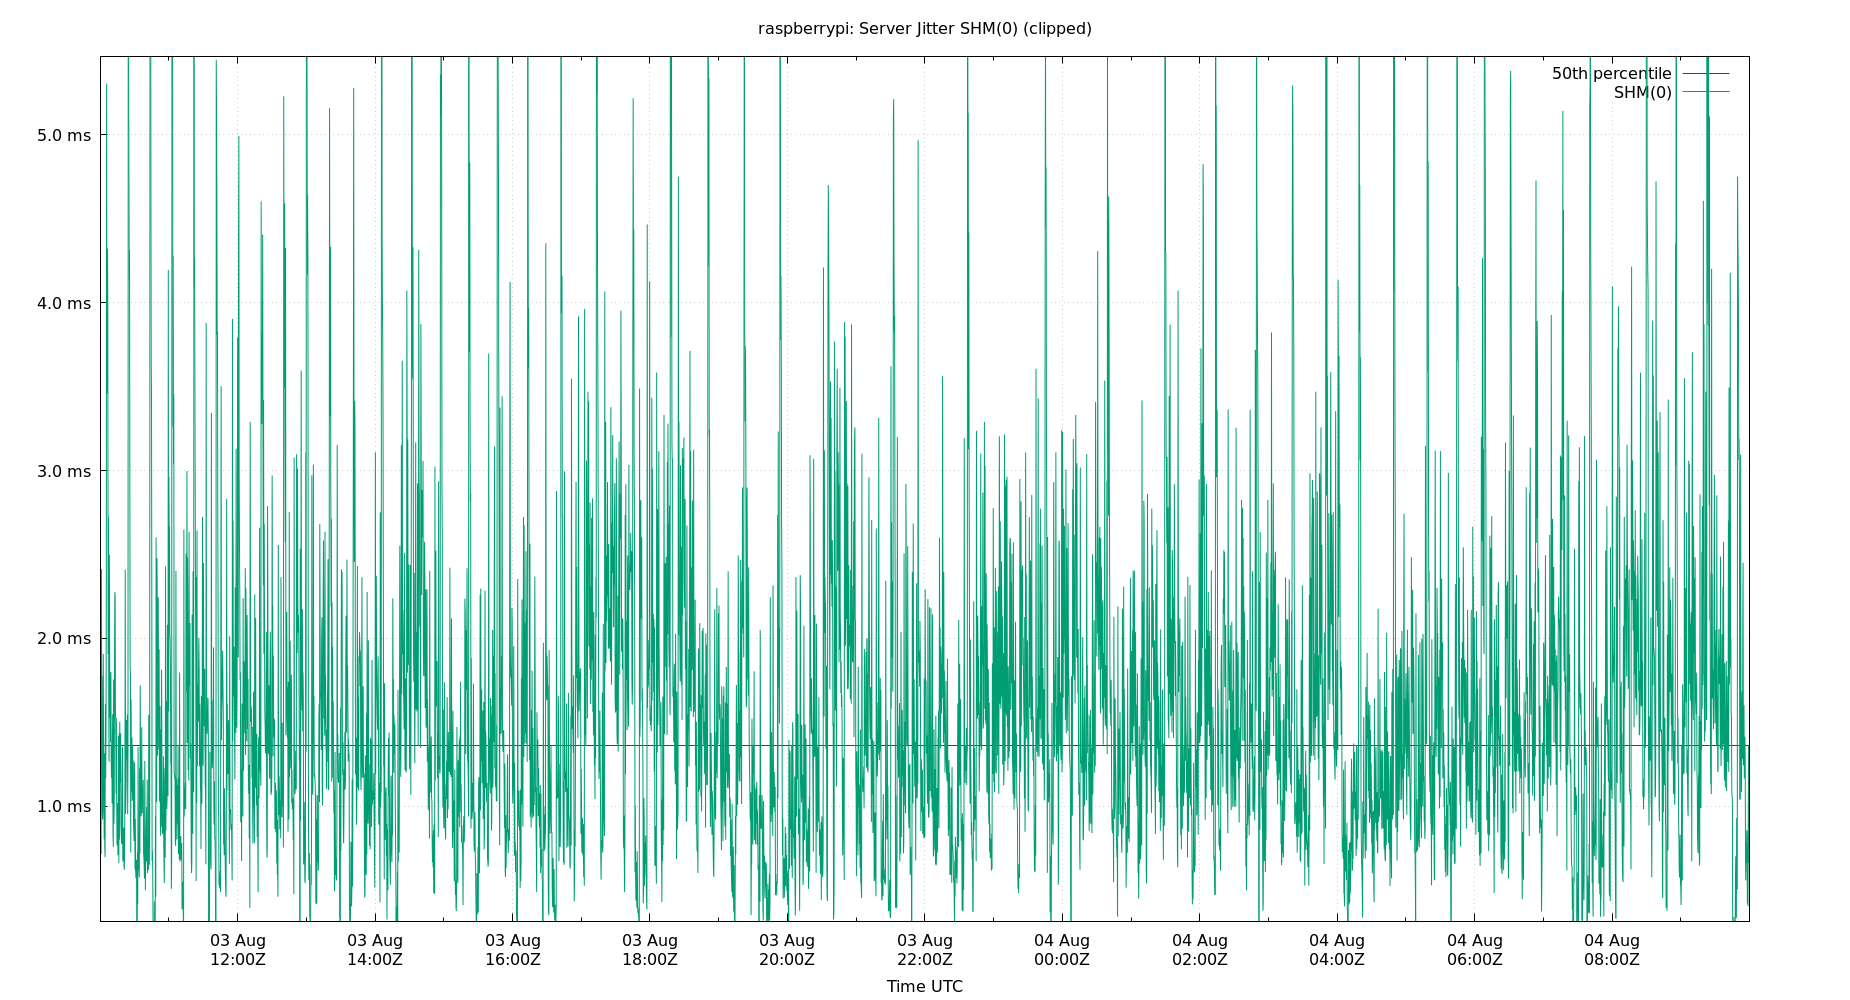 raspberrypi: Server Jitter SHM(0) (clipped)
50th percentile
SHM(0)
5.0 ms
4.0 ms
3.0 ms
2.0 ms
1.0 ms
03 Aug 03 Aug 03 Aug 03 Aug 03 Aug 03 Aug 04 Aug 04 Aug 04 Aug 04 Aug 04 Aug
12:00Z 14:00Z 16:00Z 18:00Z 20:00Z 22:00Z 00:00Z 02:00Z 04:00Z 06:00Z 08:00Z
Time UTC